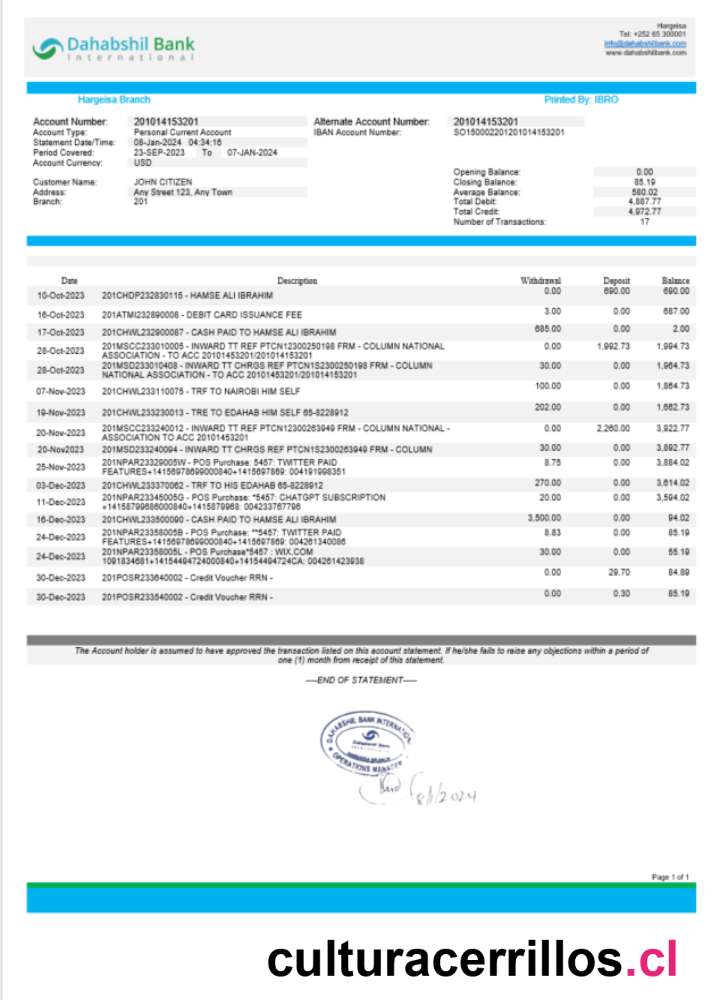 Dahabshil Bank
International
Hargeisa
Tel: +252 65 300001
info@dahabshilbank.com
www.dahabshilbank.com
Hargeisa Branch
Printed By: IBRO
Account Number: 201014153201
Alternate Account Number: 201014153201
Account Type: Personal Current Account
IBAN Account Number: SO150002201201014153201
Statement Date/Time: 08-Jan-2024 04:34:16
Period Covered: 23-SEP-2023 To 07-JAN-2024
Account Currency: USD
Customer Name: JOHN CITIZEN
Address: Any Street 123, Any Town
Branch: 201
Opening Balance: 0.00
Closing Balance: 85.19
Average Balance: 580.02
Total Debit: 4,887.77
Total Credit: 4,972.77
Number of Transactions: 17
Date Description Withdrawal Deposit Balance
10-Oct-2023 201CHDP232830115 - HAMSE ALI IBRAHIM 0.00 690.00 690.00
16-Oct-2023 201ATMI232890008 - DEBIT CARD ISSUANCE FEE 3.00 0.00 687.00
17-Oct-2023 201CHWL232900087 - CASH PAID TO HAMSE ALI IBRAHIM 685.00 0.00 2.00
28-Oct-2023 201MSCC233010005 - INWARD TT REF PTCN12300250198 FRM - COLUMN NATIONAL 0.00 1,992.73 1,994.73
ASSOCIATION - TO ACC 20101453201/201014153201
28-Oct-2023 201MSD233010408 - INWARD TT CHRGS REF PTCN1S2300250198 FRM - COLUMN 30.00 0.00 1,964.73
NATIONAL ASSOCIATION - TO ACC 20101453201/201014153201
07-Nov-2023 201CHWL233110075 - TRF TO NAIROBI HIM SELF 100.00 0.00 1,864.73
19-Nov-2023 201CHWL233230013 - TRE TO EDAHAB HIM SELF 65-8228912 202.00 0.00 1,662.73
20-Nov-2023 201MSCC233240012 - INWARD TT REF PTCN12300263949 FRM - COLUMN NATIONAL - 0.00 2,260.00 3,922.77
ASSOCIATION TO ACC 20101453201
20-Nov2023 201MSD233240094 - INWARD TT CHRGS REF PTCN1S2300263949 FRM - COLUMN 30.00 0.00 3,892.77
25-Nov-2023 201NPAR23329005W - POS Purchase: 5457: TWITTER PAID 8.75 0.00 3,884.02
FEATURES+14156978699000840+1415697869: 004191998351
03-Dec-2023 201CHWL233370062 - TRF TO HIS EDAHAB 65-8228912 270.00 0.00 3,614.02
11-Dec-2023 201NPAR23345005G - POS Purchase: *5457: CHATGPT SUBSCRIPTION 20.00 0.00 3,594.02
+14158799686000840+1415879968: 004233767796
16-Dec-2023 201CHWL233500090 - CASH PAID TO HAMSE ALI IBRAHIM 3,500.00 0.00 94.02
24-Dec-2023 201NPAR23358005B - POS Purchase: **5457: TWITTER PAID 8.83 0.00 85.19
FEATURES+14156978699000840+1415697869: 004261340086
24-Dec-2023 201NPAR23358005L - POS Purchase*5457 : WIX.COM 30.00 0.00 55.19
1091834681+14154494724000840+14154494724CA: 004261423938
30-Dec-2023 201POSR233640002 - Credit Voucher RRN - 0.00 29.70 84.89
30-Dec-2023 201POSR233540002 - Credit Voucher RRN - 0.00 0.30 85.19
The Account holder is assumed to have approved the transaction listed on this account statement. If he/she fails to raise any objections within a period of
one (1) month from receipt of this statement.
----END OF STATEMENT-----
DAHABSHIL BANK INTERNATIONAL
Dahabshil Bank
OPERATIONS MANAGER
8/1/2024
Page 1 of 1
culturacerrillos.cl